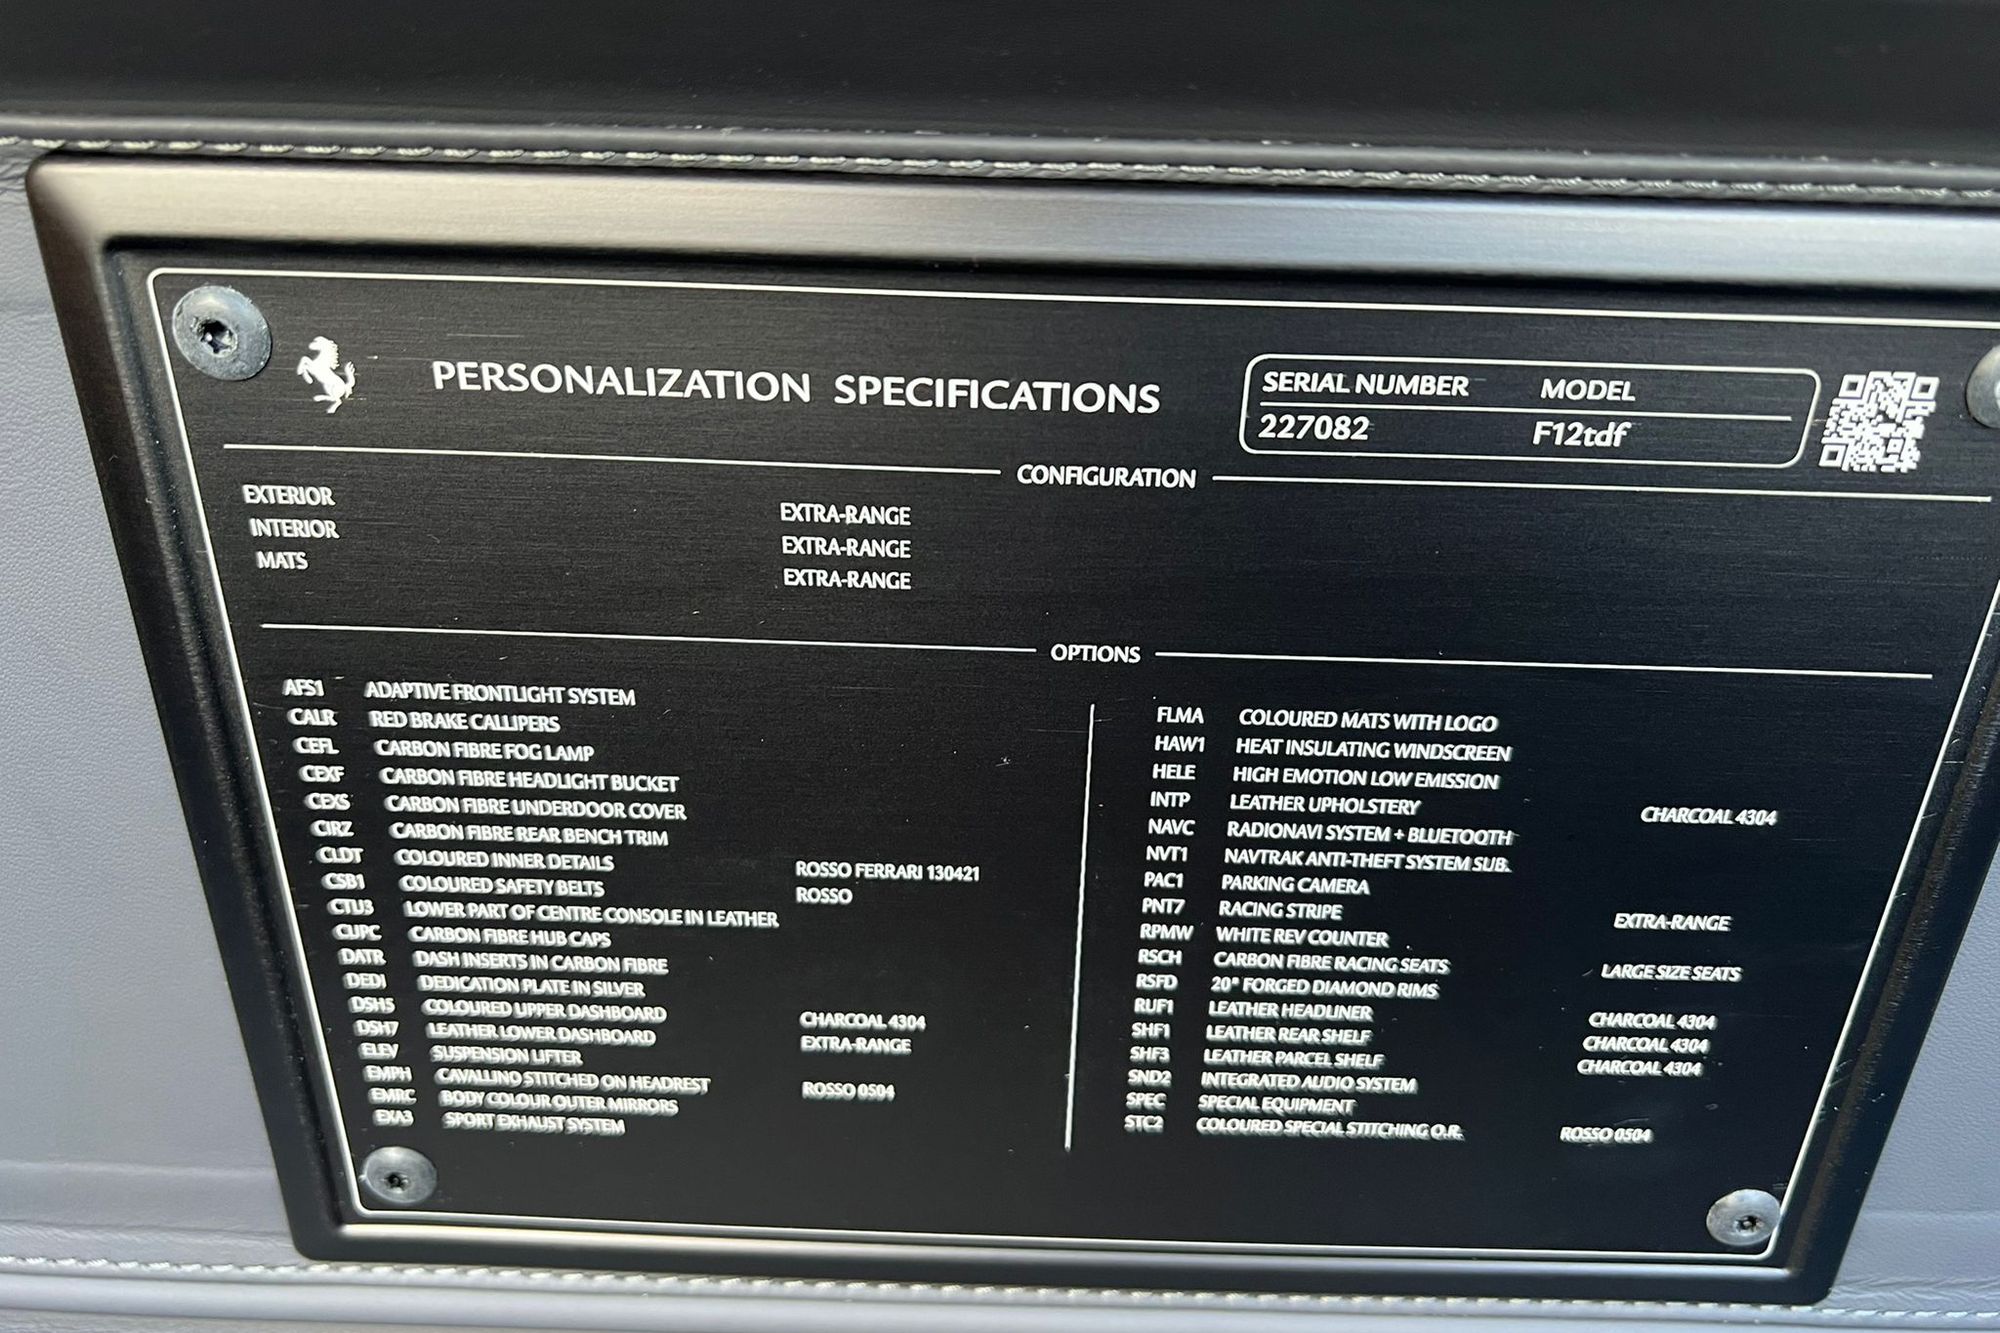 PERSONALIZATION SPECIFICATIONS
SERIAL NUMBER MODEL
227082 F12tdf
CONFIGURATION
EXTERIOR EXTRA-RANGE
INTERIOR EXTRA-RANGE
MATS EXTRA-RANGE
OPTIONS
AFS1 ADAPTIVE FRONTLIGHT SYSTEM
CALR RED BRAKE CALLIPERS
CEFL CARBON FIBRE FOG LAMP
CEXF CARBON FIBRE HEADLIGHT BUCKET
CEXS CARBON FIBRE UNDERDOOR COVER
CIRZ CARBON FIBRE REAR BENCH TRIM
CLDT COLOURED INNER DETAILS ROSSO FERRARI 130421
CSB1 COLOURED SAFETY BELTS ROSSO
CTU3 LOWER PART OF CENTRE CONSOLE IN LEATHER
CUPC CARBON FIBRE HUB CAPS
DATR DASH INSERTS IN CARBON FIBRE
DEDI DEDICATION PLATE IN SILVER
DSH5 COLOURED UPPER DASHBOARD CHARCOAL 4304
DSH7 LEATHER LOWER DASHBOARD EXTRA-RANGE
ELEV SUSPENSION LIFTER
EMPH CAVALLINO STITCHED ON HEADREST ROSSO 0504
EMRC BODY COLOUR OUTER MIRRORS
EXA3 SPORT EXHAUST SYSTEM
FLMA COLOURED MATS WITH LOGO
HAW1 HEAT INSULATING WINDSCREEN
HELE HIGH EMOTION LOW EMISSION
INTP LEATHER UPHOLSTERY CHARCOAL 4304
NAVC RADIONAVI SYSTEM + BLUETOOTH
NVT1 NAVTRAK ANTI-THEFT SYSTEM SUB.
PAC1 PARKING CAMERA
PNT7 RACING STRIPE EXTRA-RANGE
RPMW WHITE REV COUNTER
RSCH CARBON FIBRE RACING SEATS LARGE SIZE SEATS
RSFD 20" FORGED DIAMOND RIMS
RUF1 LEATHER HEADLINER CHARCOAL 4304
SHF1 LEATHER REAR SHELF CHARCOAL 4304
SHF3 LEATHER PARCEL SHELF CHARCOAL 4304
SND2 INTEGRATED AUDIO SYSTEM
SPEC SPECIAL EQUIPMENT
STC2 COLOURED SPECIAL STITCHING O.R. ROSSO 0504